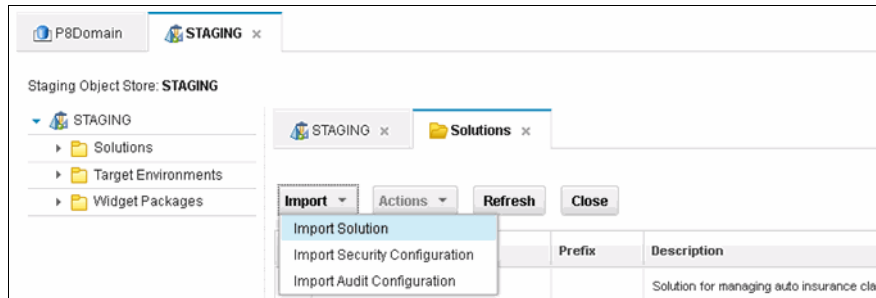 P8Domain
STAGING ×
Staging Object Store: STAGING
STAGING
Solutions
Target Environments
Widget Packages
STAGING ×
Solutions ×
Import
Actions
Refresh
Close
Import Solution
Import Security Configuration
Import Audit Configuration
Prefix
Description
Solution for managing auto insurance cla